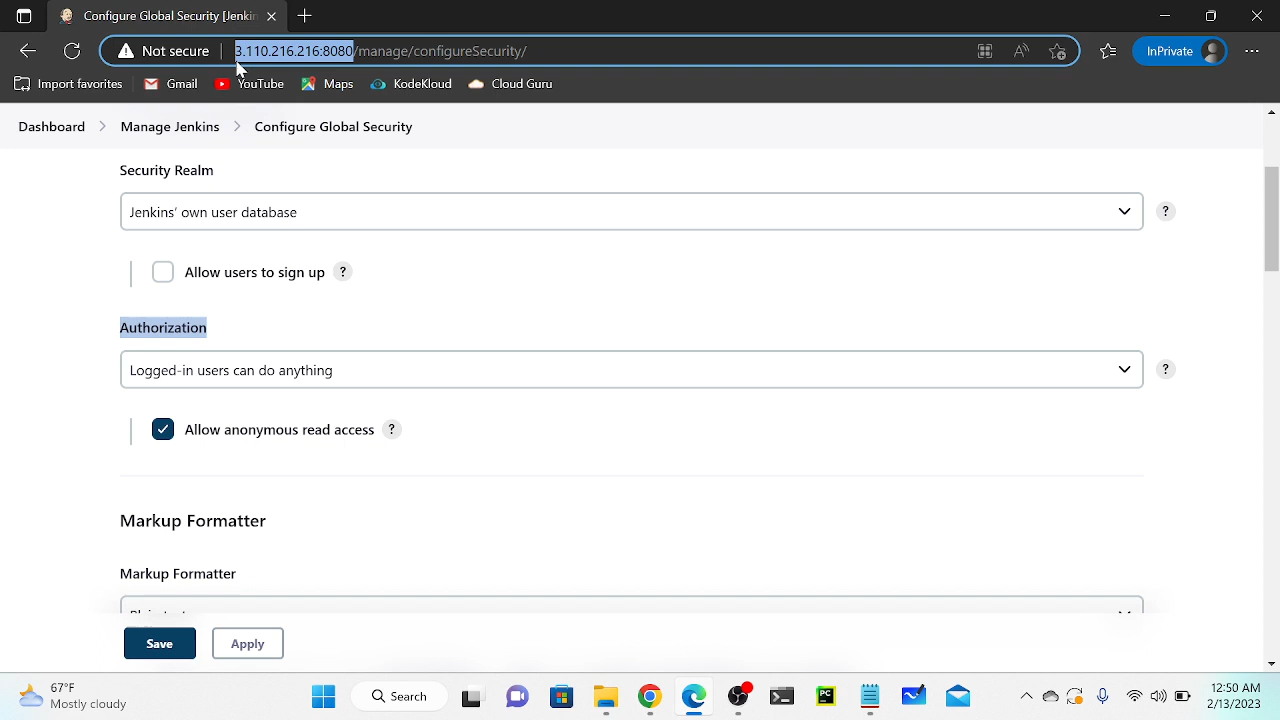 Configure Global Security [Jenkin
Not secure
3.110.216.216:8080/manage/configureSecurity/
InPrivate
Import favorites
Gmail
YouTube
Maps
KodeKloud
Cloud Guru
Dashboard
Manage Jenkins
Configure Global Security
Security Realm
Jenkins' own user database
?
Allow users to sign up
?
Authorization
Logged-in users can do anything
?
Allow anonymous read access
?
Markup Formatter
Markup Formatter
Save
Apply
67°F
Mostly cloudy
Search
PC
12:50 AM
2/13/2023